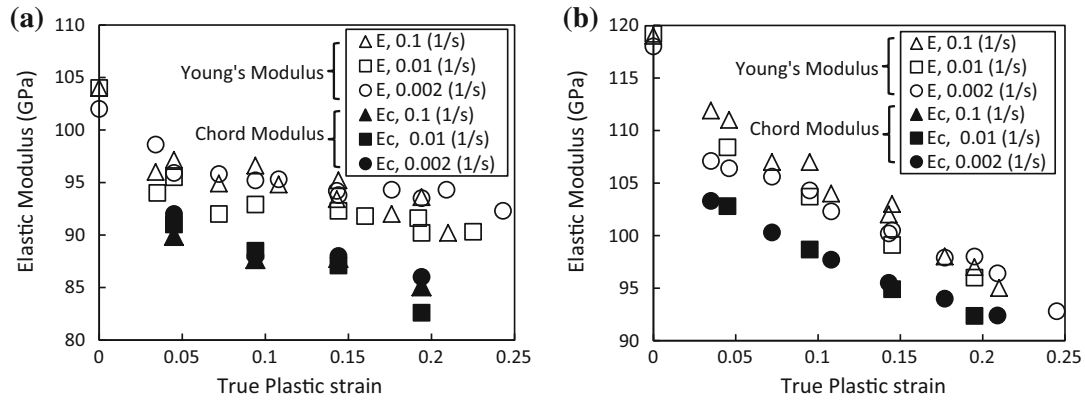 (a)
110
105
100
95
90
85
80
0
0.05
0.1
0.15
0.2
0.25
Elastic Modulus (GPa)
True Plastic strain
Young's Modulus
Chord Modulus
E, 0.1 (1/s)
E, 0.01 (1/s)
E, 0.002 (1/s)
Ec, 0.1 (1/s)
Ec, 0.01 (1/s)
Ec, 0.002 (1/s)
(b)
120
115
110
105
100
95
90
0
0.05
0.1
0.15
0.2
0.25
Elastic Modulus (GPa)
True Plastic strain
Young's Modulus
Chord Modulus
E, 0.1 (1/s)
E, 0.01 (1/s)
E, 0.002 (1/s)
Ec, 0.1 (1/s)
Ec, 0.01 (1/s)
Ec, 0.002 (1/s)